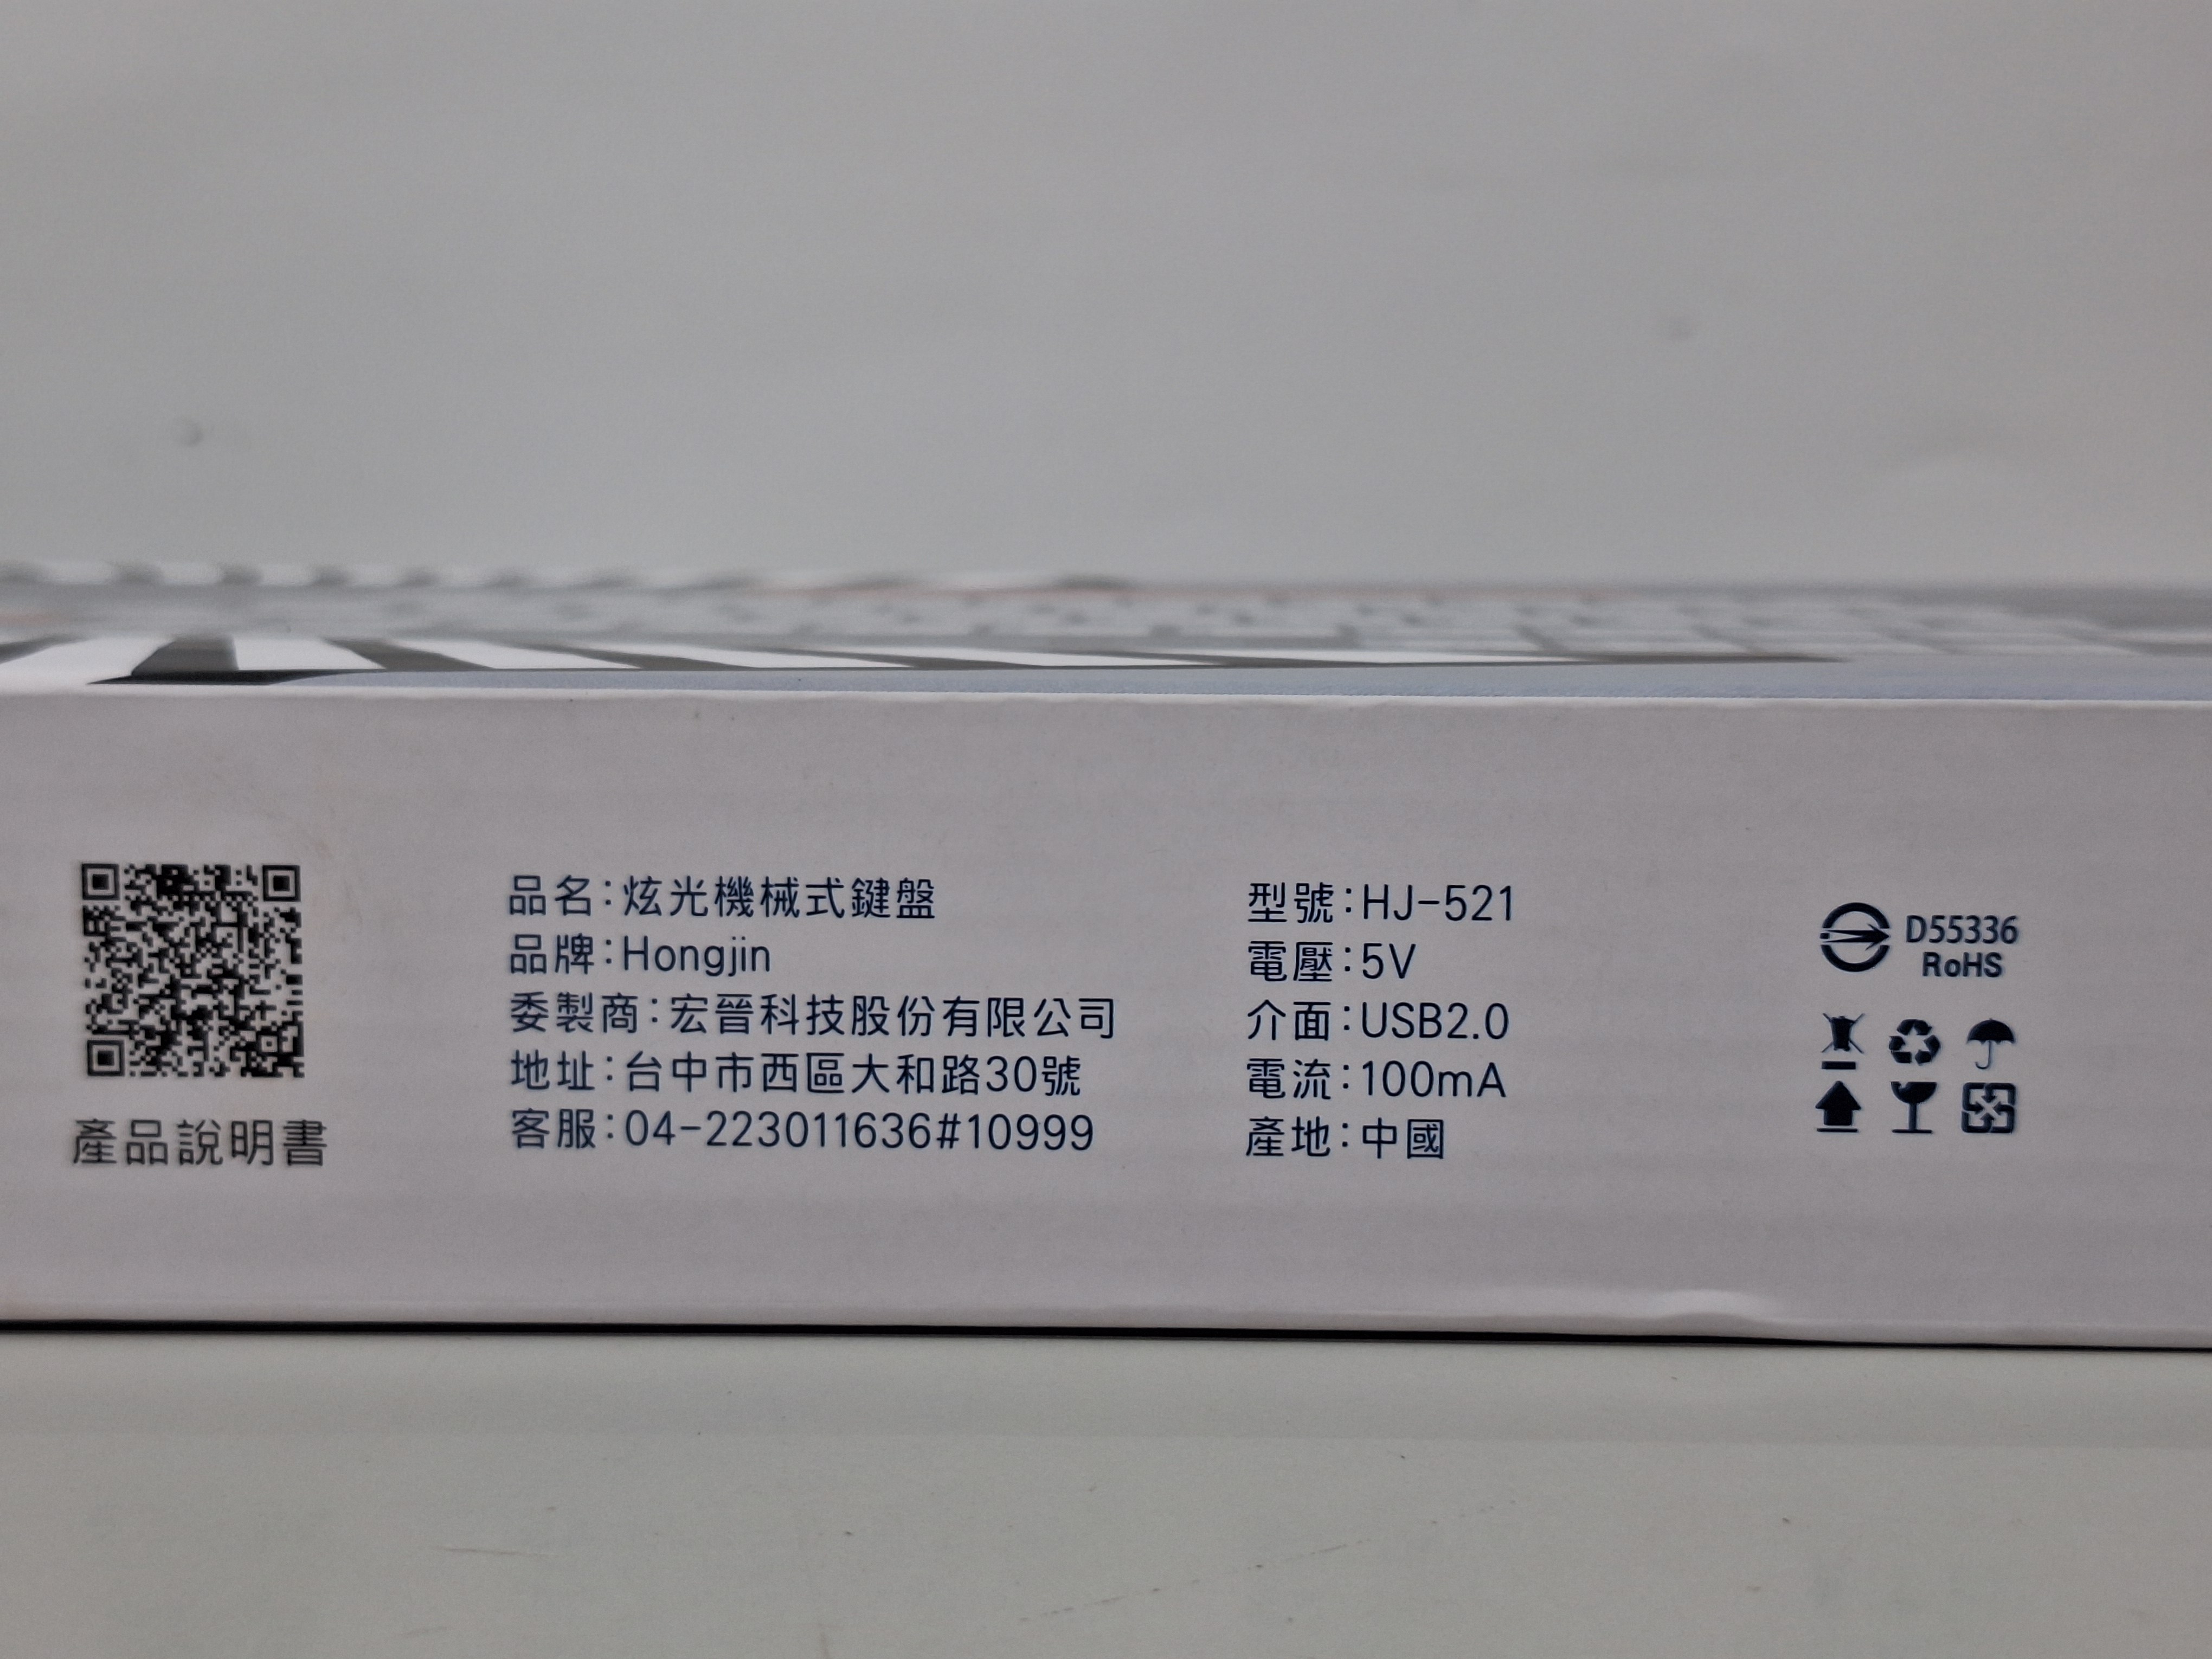 產品說明書
品名:炫光機械式鍵盤
品牌:Hongjin
委製商:宏晉科技股份有限公司
地址:台中市西區大和路30號
客服:04-223011636#10999
型號:HJ-521
電壓:5V
介面:USB2.0
電流:100mA
產地:中國
D55336
RoHS